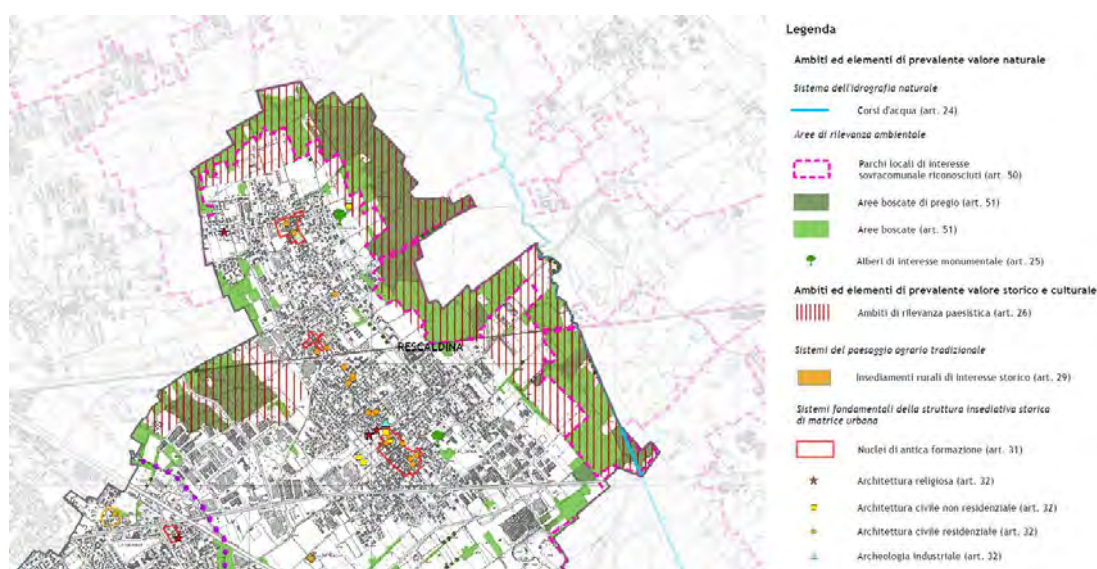 Legenda
Ambiti ed elementi di prevalente valore naturale
Sistema dell'idrografia naturale
Corsi d'acqua (art. 24)
Aree di rilevanza ambientale
Parchi locali di interesse
sovracomunale riconosciuti (art. 50)
Aree boscate di pregio (art. 51)
Aree boscate (art. 51)
Alberi di interesse monumentale (art. 25)
Ambiti ed elementi di prevalente valore storico e culturale
Ambiti di rilevanza paesistica (art. 26)
RESCALDINA
Sistemi del paesaggio agrario tradizionale
Insediamenti rurali di interesse storico (art. 29)
Sistemi fondamentali della struttura insediativa storica
di matrice urbana
Nuclei di antica formazione (art. 31)
Architettura religiosa (art. 32)
Architettura civile non residenziale (art. 32)
Architettura civile residenziale (art. 32)
Archeologia industriale (art. 32)